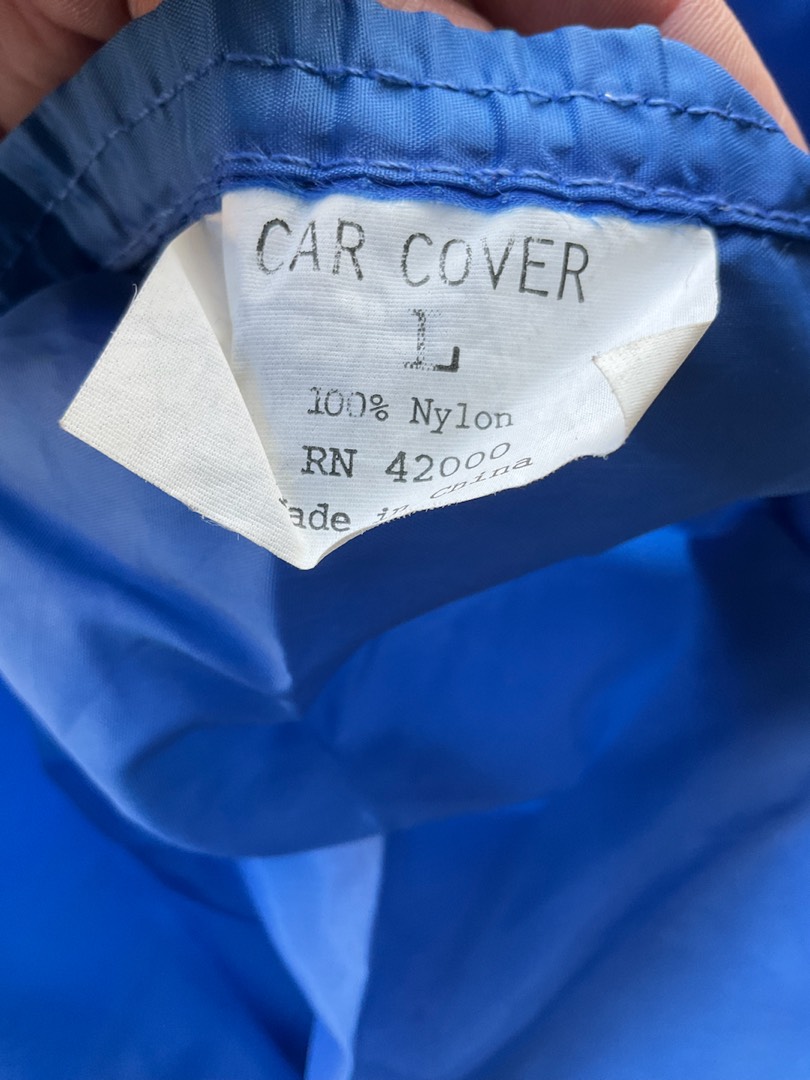 CAR COVER
L
100% Nylon
RN 42000
ade in China